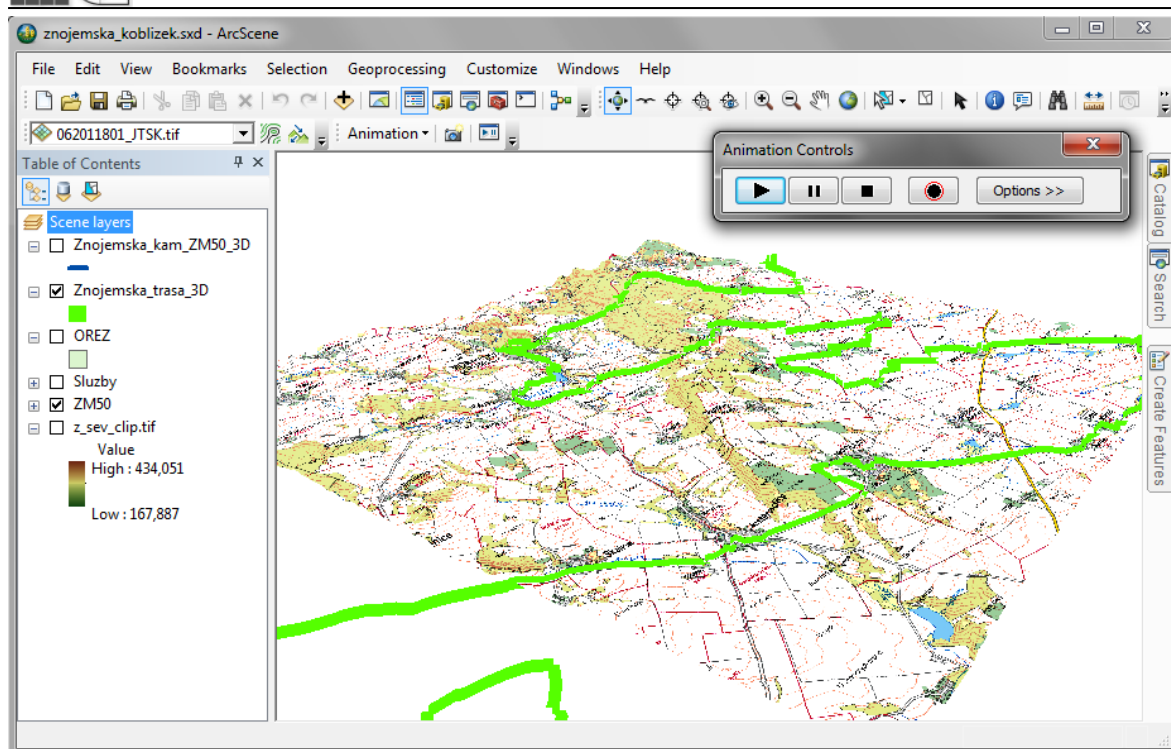 znojemska_koblizek.sxd - ArcScene
File Edit View Bookmarks Selection Geoprocessing Customize Windows Help
062011801_JTSK.tif Animation
Table of Contents
Animation Controls
Options >>
Scene layers
Znojemska_kam_ZM50_3D
Znojemska_trasa_3D
OREZ
Sluzby
ZM50
z_sev_clip.tif
Value
High : 434,051
Low : 167,887
Catalog
Search
Create Features